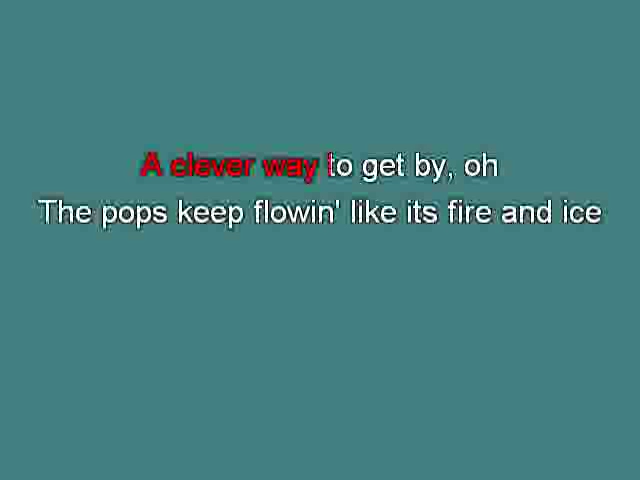 A clever way to get by, oh
The pops keep flowin' like its fire and ice